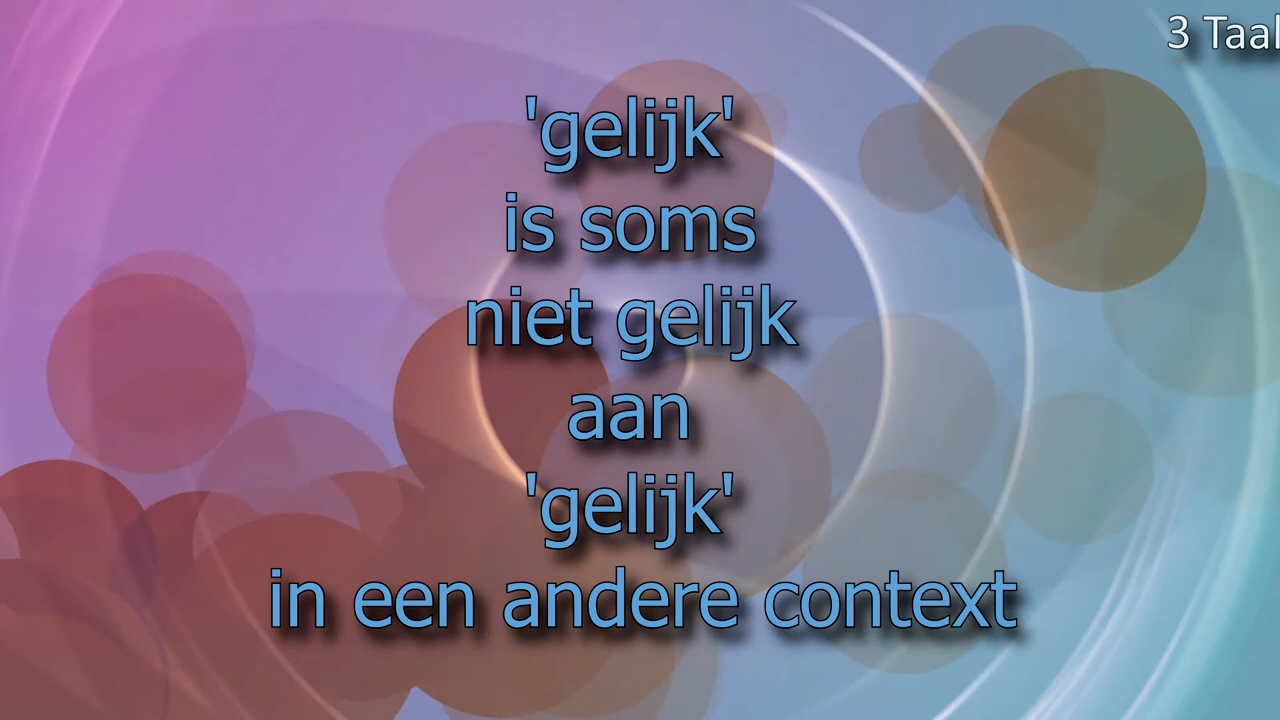 3 Taal
'gelijk'
is soms
niet gelijk
aan
'gelijk'
in een andere context